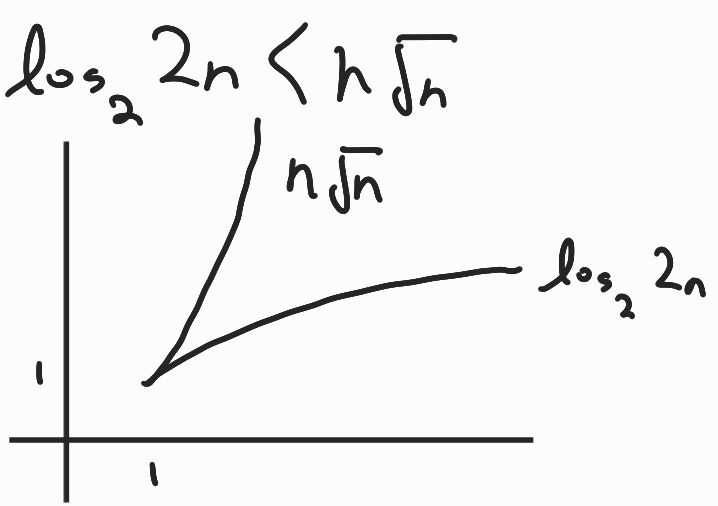 log₂ 2n < n√n
n√n
log₂ 2n
1
1